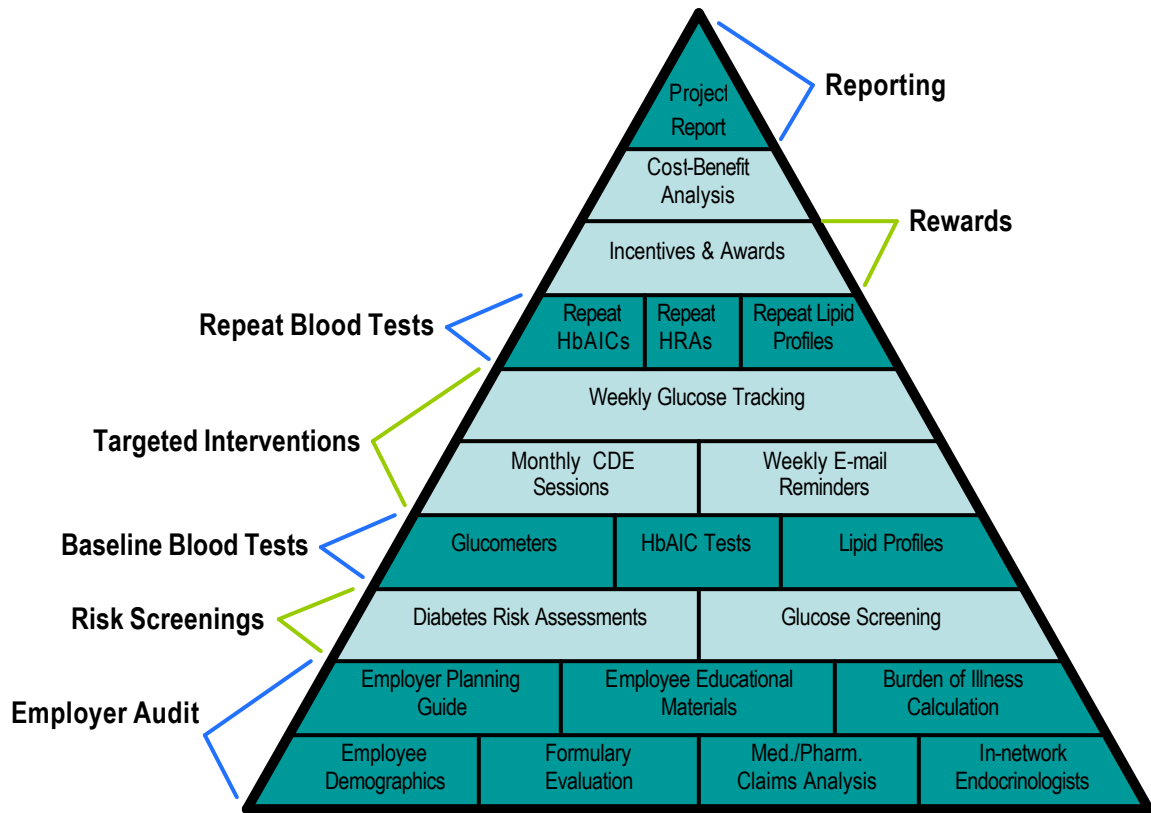 Project
Report
Reporting
Cost-Benefit
Analysis
Rewards
Incentives & Awards
Repeat Blood Tests
Repeat
HbAICs
Repeat
HRAs
Repeat Lipid
Profiles
Weekly Glucose Tracking
Targeted Interventions
Monthly CDE
Sessions
Weekly E-mail
Reminders
Baseline Blood Tests
Glucometers
HbAIC Tests
Lipid Profiles
Risk Screenings
Diabetes Risk Assessments
Glucose Screening
Employer Audit
Employer Planning
Guide
Employee Educational
Materials
Burden of Illness
Calculation
Employee
Demographics
Formulary
Evaluation
Med./Pharm.
Claims Analysis
In-network
Endocrinologists